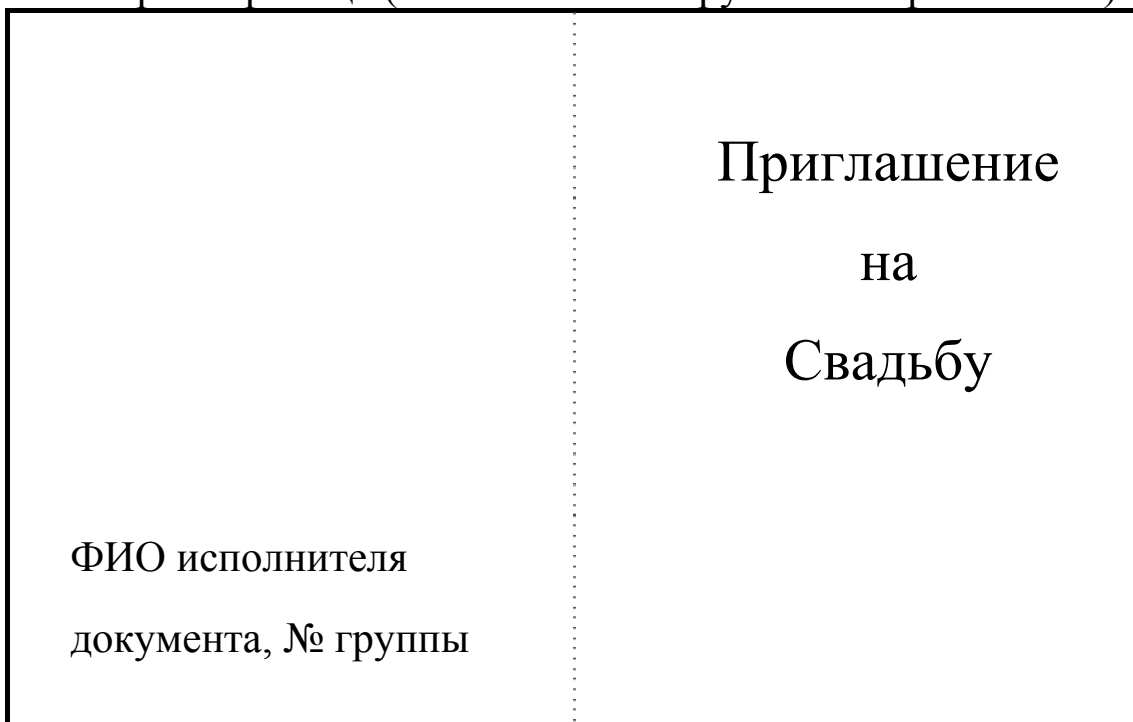 Приглашение
на
Свадьбу
ФИО исполнителя
документа, № группы